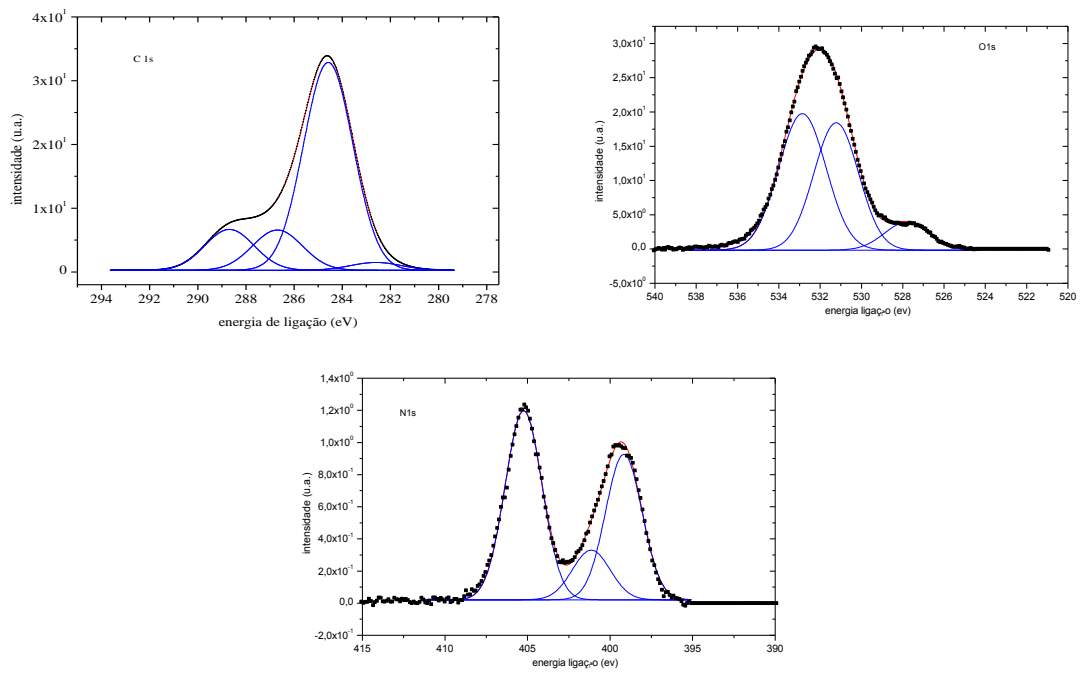 4x10¹
3x10¹
2x10¹
1x10¹
0
C 1s
intensidade (u.a.)
294 292 290 288 286 284 282 280 278
energia de ligação (eV)
3,0x10¹
2,5x10¹
2,0x10¹
1,5x10¹
1,0x10¹
5,0x10⁰
0,0
-5,0x10⁰
O1s
intensidade (u.a.)
540 538 536 534 532 530 528 526 524 522 520
energia ligaç~o (ev)
1,4x10⁰
1,2x10⁰
1,0x10⁰
8,0x10⁻¹
6,0x10⁻¹
4,0x10⁻¹
2,0x10⁻¹
0,0
-2,0x10⁻¹
N1s
intensidade (u.a.)
415 410 405 400 395 390
energia ligaç~o (ev)